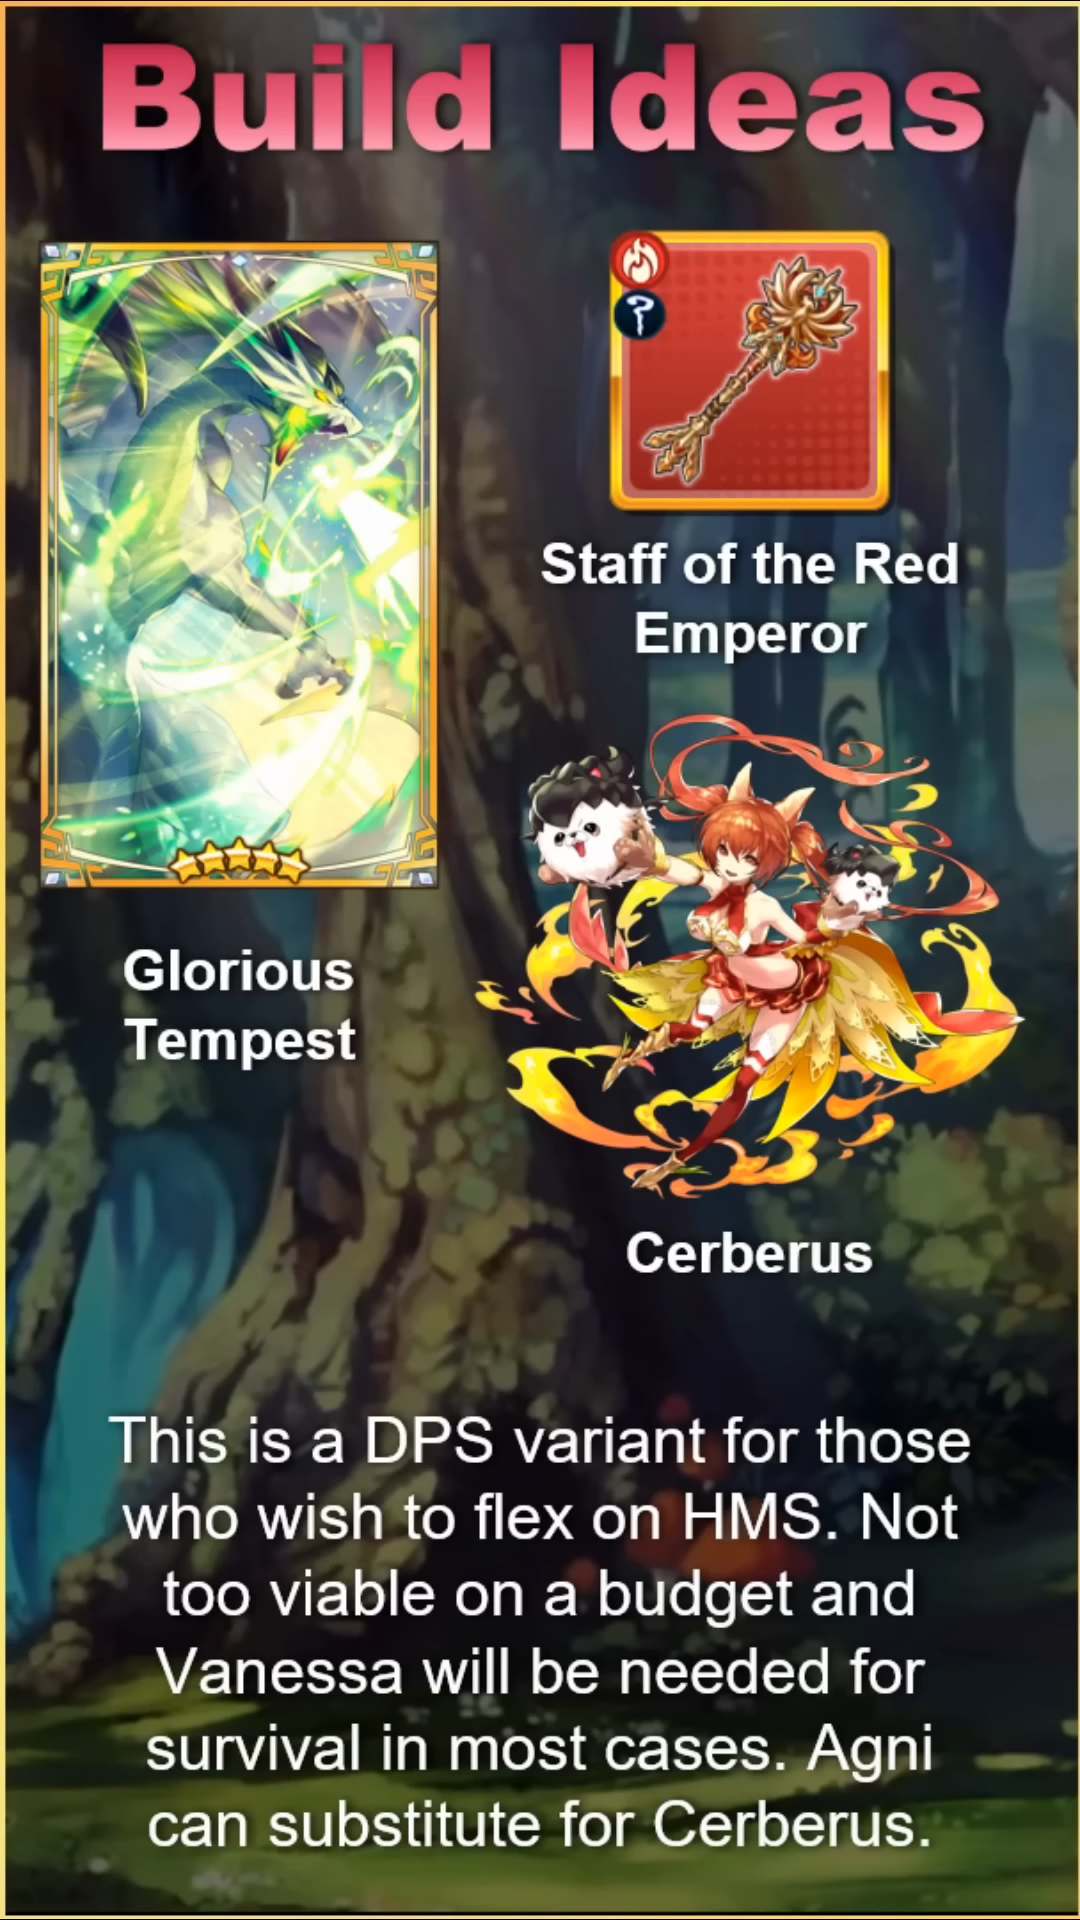 Build Ideas
Staff of the Red
Emperor
Glorious
Tempest
Cerberus
This is a DPS variant for those
who wish to flex on HMS. Not
too viable on a budget and
Vanessa will be needed for
survival in most cases. Agni
can substitute for Cerberus.